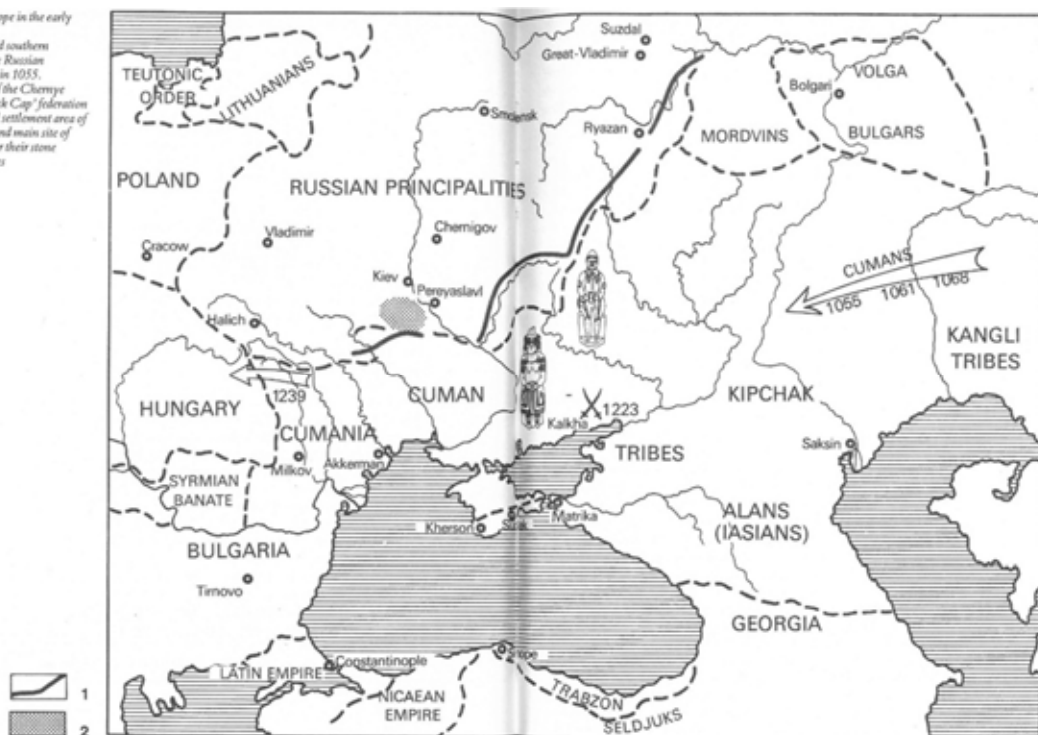 ope in the early
d southern
Russian
in 1055.
f the Chernye
k Cap' federation
settlement area of
nd main site of
r their stone
s
Suzdal
Great-Vladimir
TEUTONIC
ORDER
LITHUANIANS
Smolensk
Ryazan
MORDVINS
Bolgari
VOLGA
BULGARS
POLAND
RUSSIAN PRINCIPALITIES
Cracow
Vladimir
Chernigov
Kiev
Pereyaslavl
CUMANS
1055 1061 1068
Halich
KANGLI
TRIBES
1239
HUNGARY
CUMAN
KIPCHAK
1223
Kalkha
CUMANIA
TRIBES
Saksin
Milkov
Akkerman
SYRMIAN
BANATE
ALANS
(IASIANS)
Matrika
Kherson
BULGARIA
Tirnovo
GEORGIA
LATIN EMPIRE
Constantinople
NICAEAN
EMPIRE
TRABZON
SELDJUKS
1
2